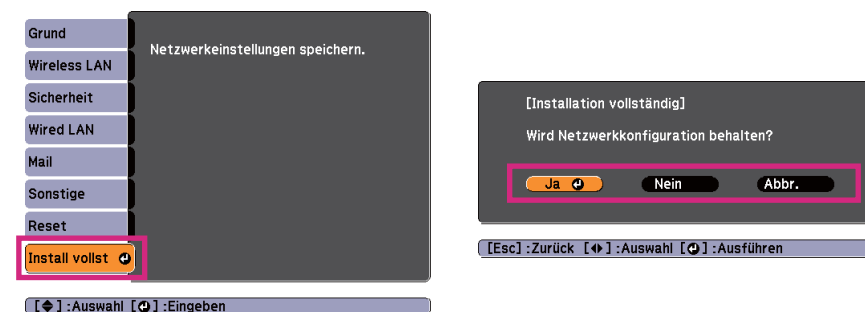 Grund
Wireless LAN
Sicherheit
Wired LAN
Mail
Sonstige
Reset
Install vollst
Netzwerkeinstellungen speichern.
[ ] :Auswahl [ ] :Eingeben
[Installation vollständig]
Wird Netzwerkkonfiguration behalten?
Ja Nein Abbr.
[Esc] :Zurück [ ] :Auswahl [ ] :Ausführen